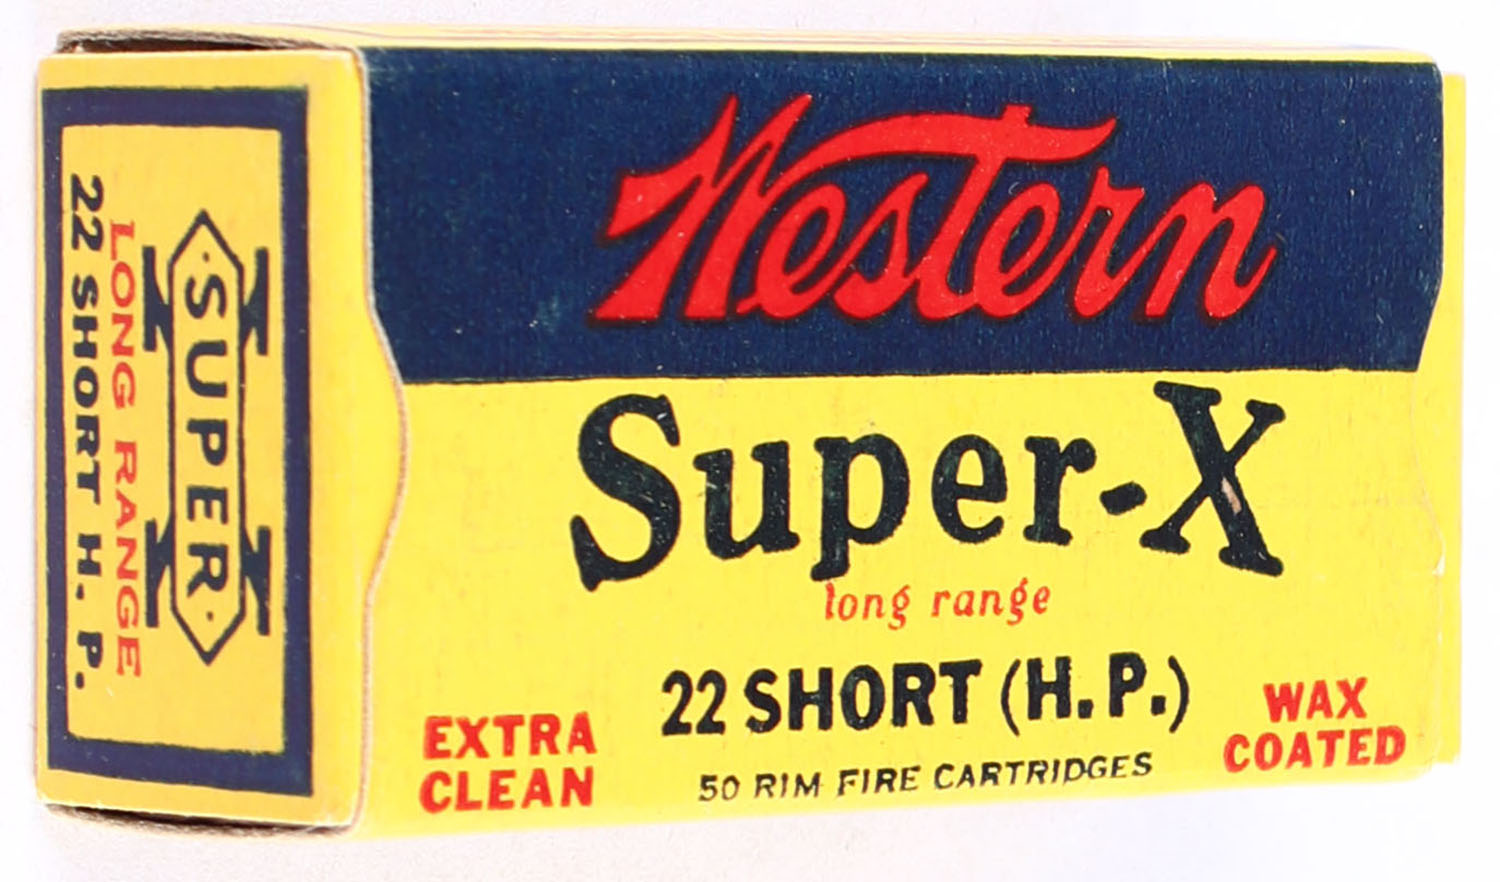 Western
Super-X
long range
22 SHORT (H.P.)
50 RIM FIRE CARTRIDGES
EXTRA
CLEAN
WAX
COATED
X SUPER X
LONG RANGE
22 SHORT H. P.